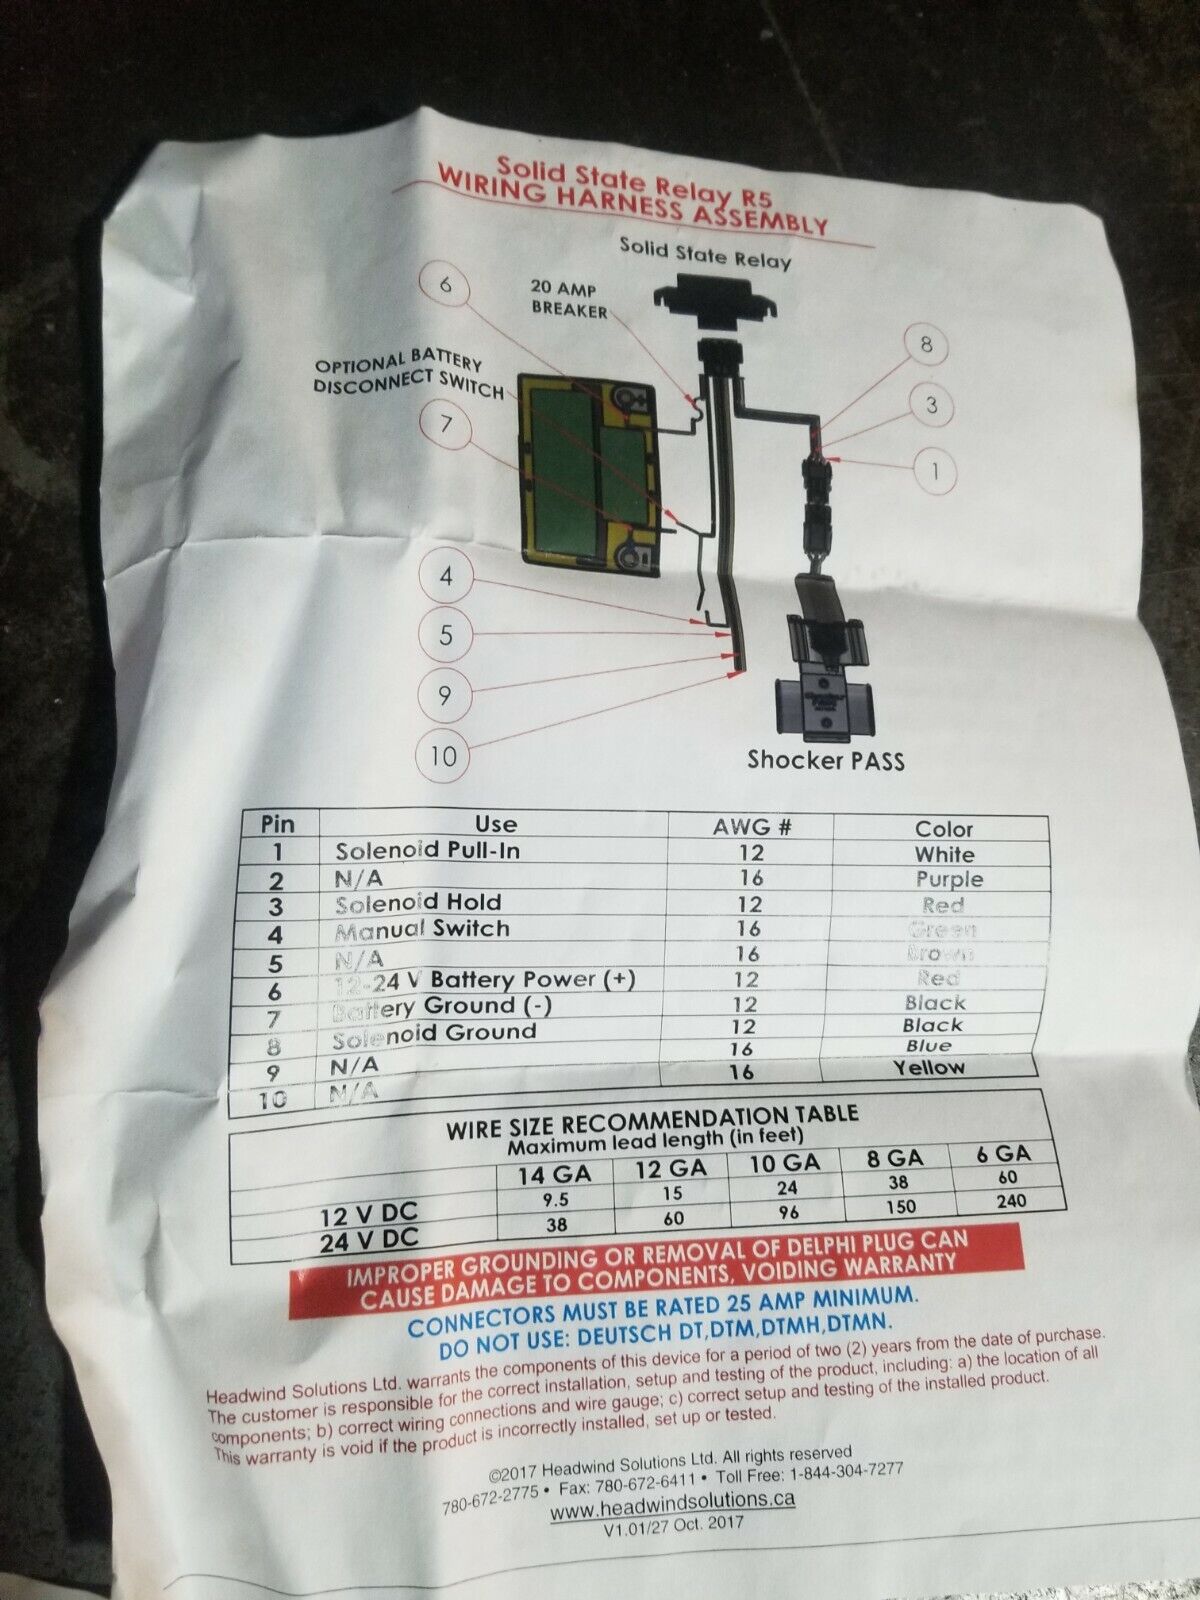 Solid State Relay R5
WIRING HARNESS ASSEMBLY
Solid State Relay
20 AMP
BREAKER
OPTIONAL BATTERY
DISCONNECT SWITCH
6
7
8
3
1
4
5
9
10
Shocker PASS
Pin Use AWG # Color
1 Solenoid Pull-In 12 White
2 N/A 16 Purple
3 Solenoid Hold 12 Red
4 Manual Switch 16 Green
5 N/A 16 Brown
6 12-24 V Battery Power (+) 12 Red
7 Battery Ground (-) 12 Black
8 Solenoid Ground 12 Black
9 N/A 16 Blue
10 N/A 16 Yellow
WIRE SIZE RECOMMENDATION TABLE
Maximum lead length (in feet)
14 GA 12 GA 10 GA 8 GA 6 GA
12 V DC 9.5 15 24 38 60
24 V DC 38 60 96 150 240
IMPROPER GROUNDING OR REMOVAL OF DELPHI PLUG CAN
CAUSE DAMAGE TO COMPONENTS, VOIDING WARRANTY
CONNECTORS MUST BE RATED 25 AMP MINIMUM.
DO NOT USE: DEUTSCH DT,DTM,DTMH,DTMN.
Headwind Solutions Ltd. warrants the components of this device for a period of two (2) years from the date of purchase.
The customer is responsible for the correct installation, setup and testing of the product, including: a) the location of all
components; b) correct wiring connections and wire gauge; c) correct setup and testing of the installed product.
This warranty is void if the product is incorrectly installed, set up or tested.
©2017 Headwind Solutions Ltd. All rights reserved
780-672-2775 • Fax: 780-672-6411 • Toll Free: 1-844-304-7277
www.headwindsolutions.ca
V1.01/27 Oct. 2017